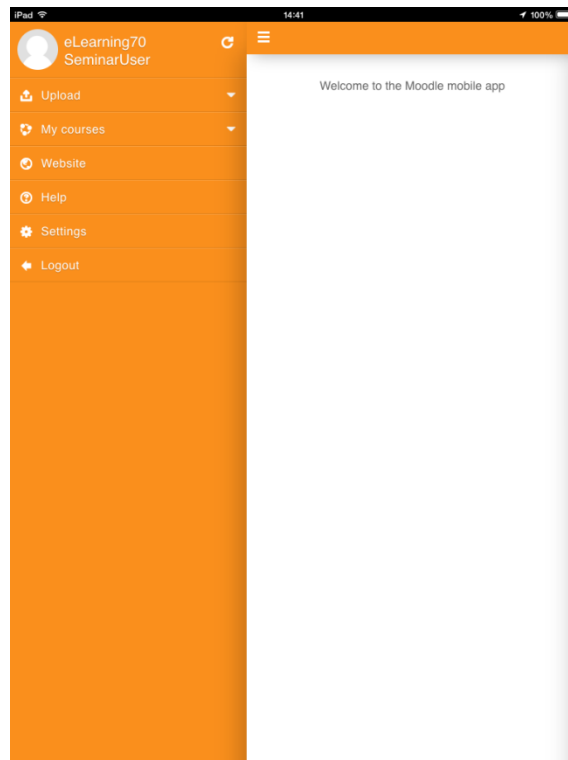 iPad 14:41 100%
eLearning70
SeminarUser
Upload
My courses
Website
Help
Settings
Logout
Welcome to the Moodle mobile app